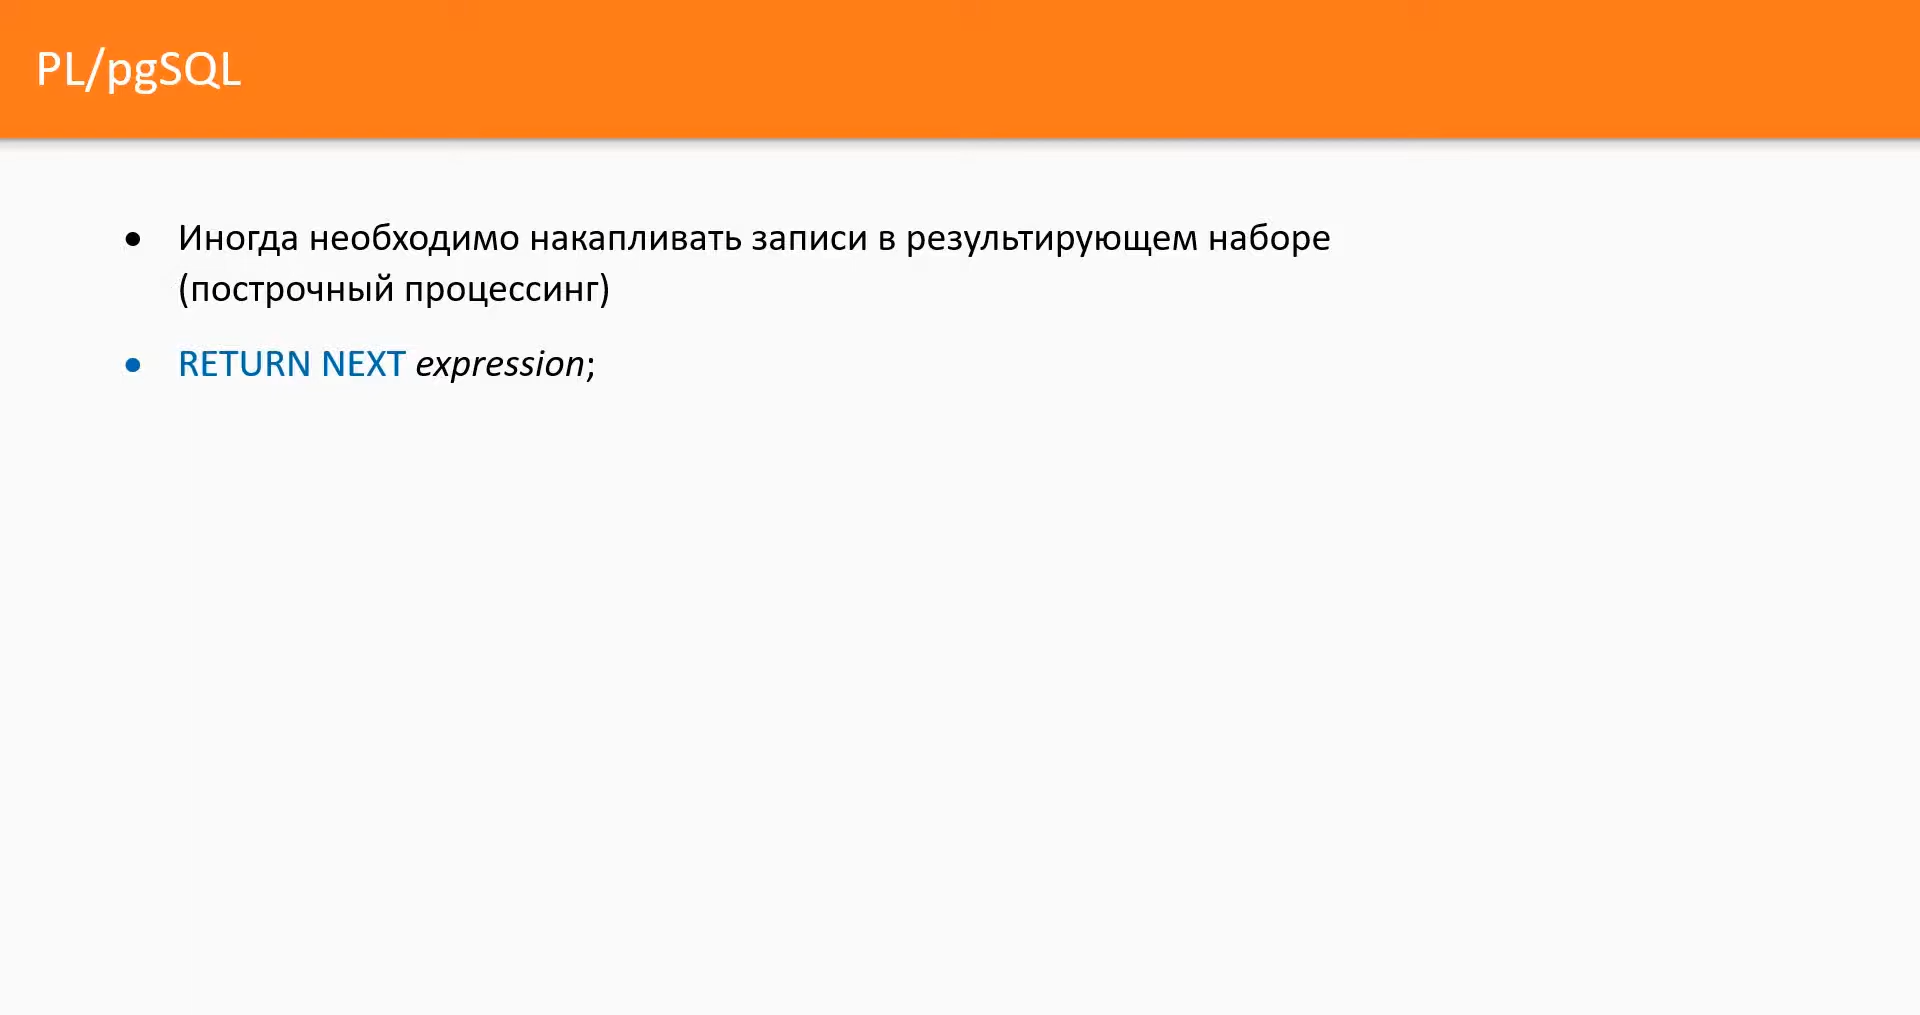 PL/pgSQL
● Иногда необходимо накапливать записи в результирующем наборе
(построчный процессинг)
● RETURN NEXT expression;